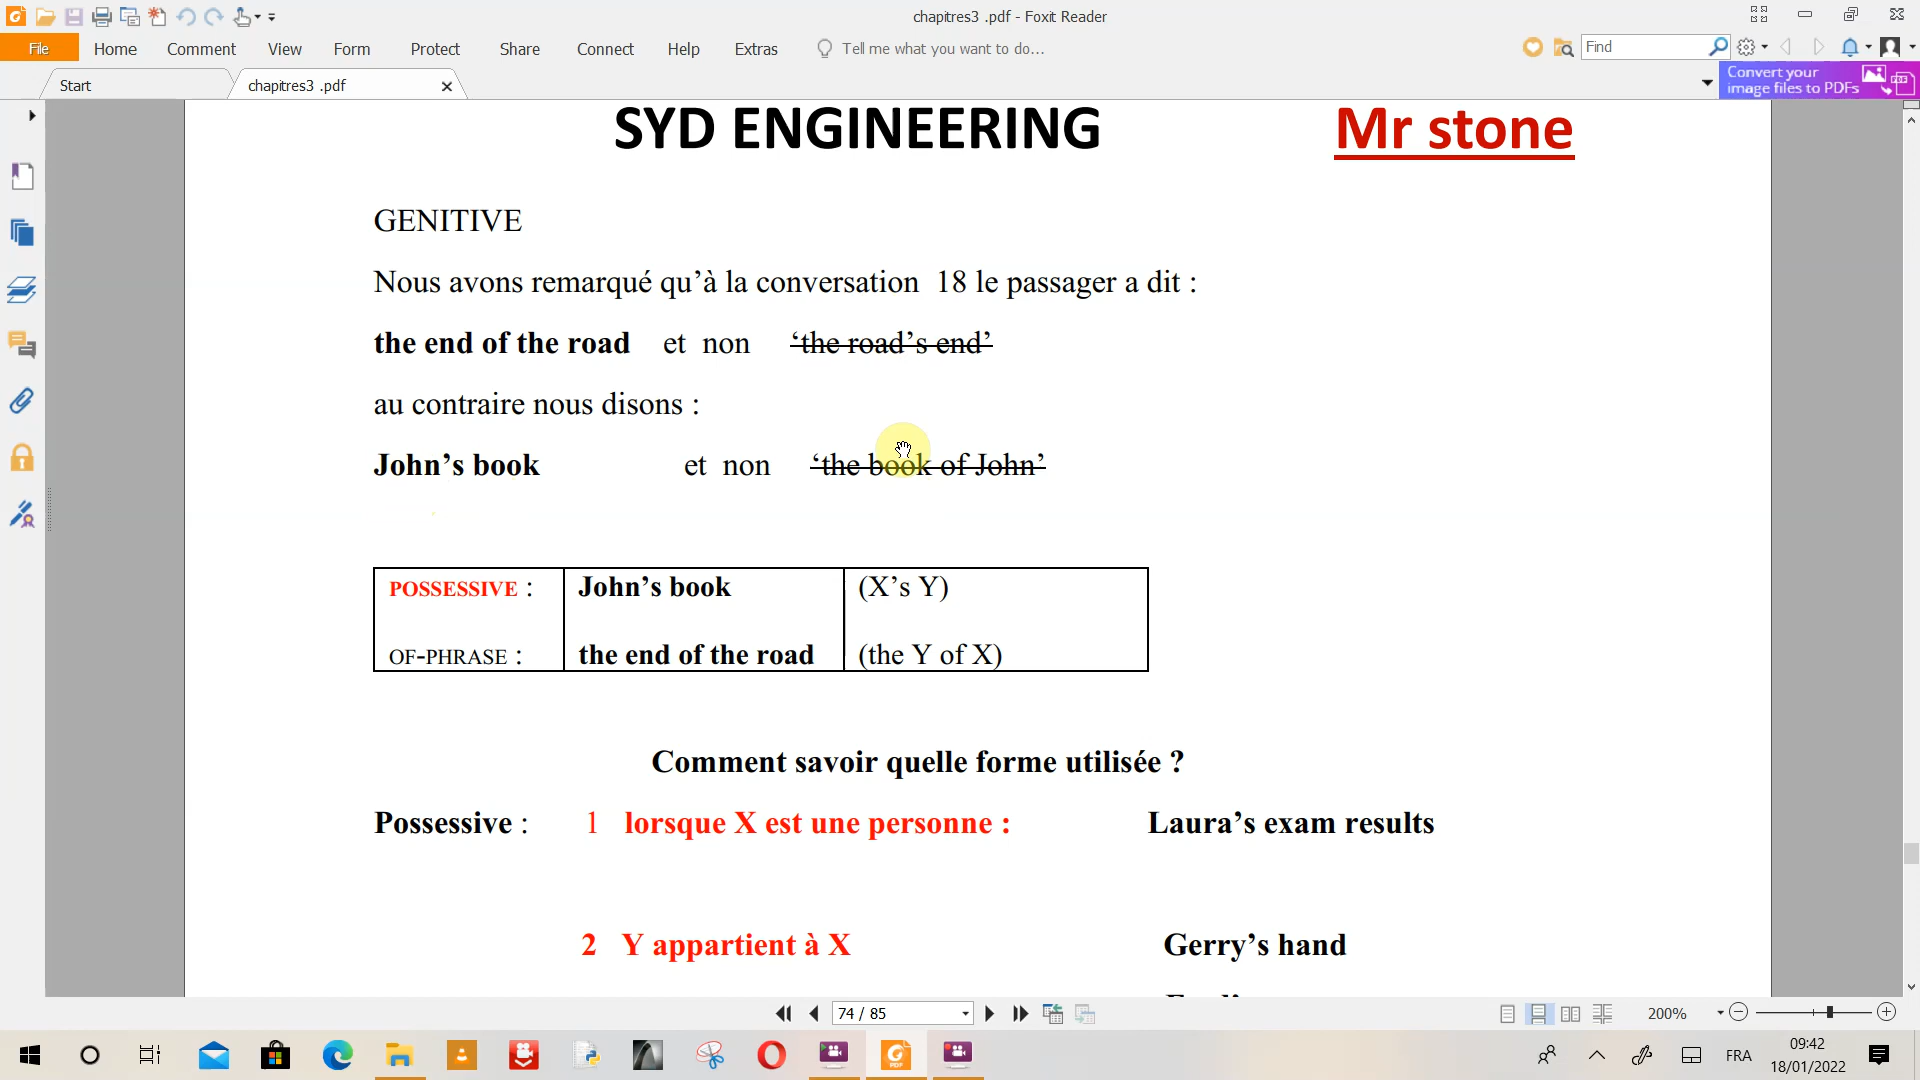 chapitres3 .pdf - Foxit Reader
File Home Comment View Form Protect Share Connect Help Extras Tell me what you want to do... Find
Start chapitres3 .pdf
Convert your
image files to PDFs
SYD ENGINEERING Mr stone
GENITIVE
Nous avons remarqué qu’à la conversation 18 le passager a dit :
the end of the road et non ‘the road’s end’
au contraire nous disons :
John’s book et non ‘the book of John’
POSSESSIVE : John’s book (X’s Y)
OF-PHRASE : the end of the road (the Y of X)
Comment savoir quelle forme utilisée ?
Possessive : 1 lorsque X est une personne : Laura’s exam results
2 Y appartient à X Gerry’s hand
74 / 85 200%
FRA 09:42
18/01/2022